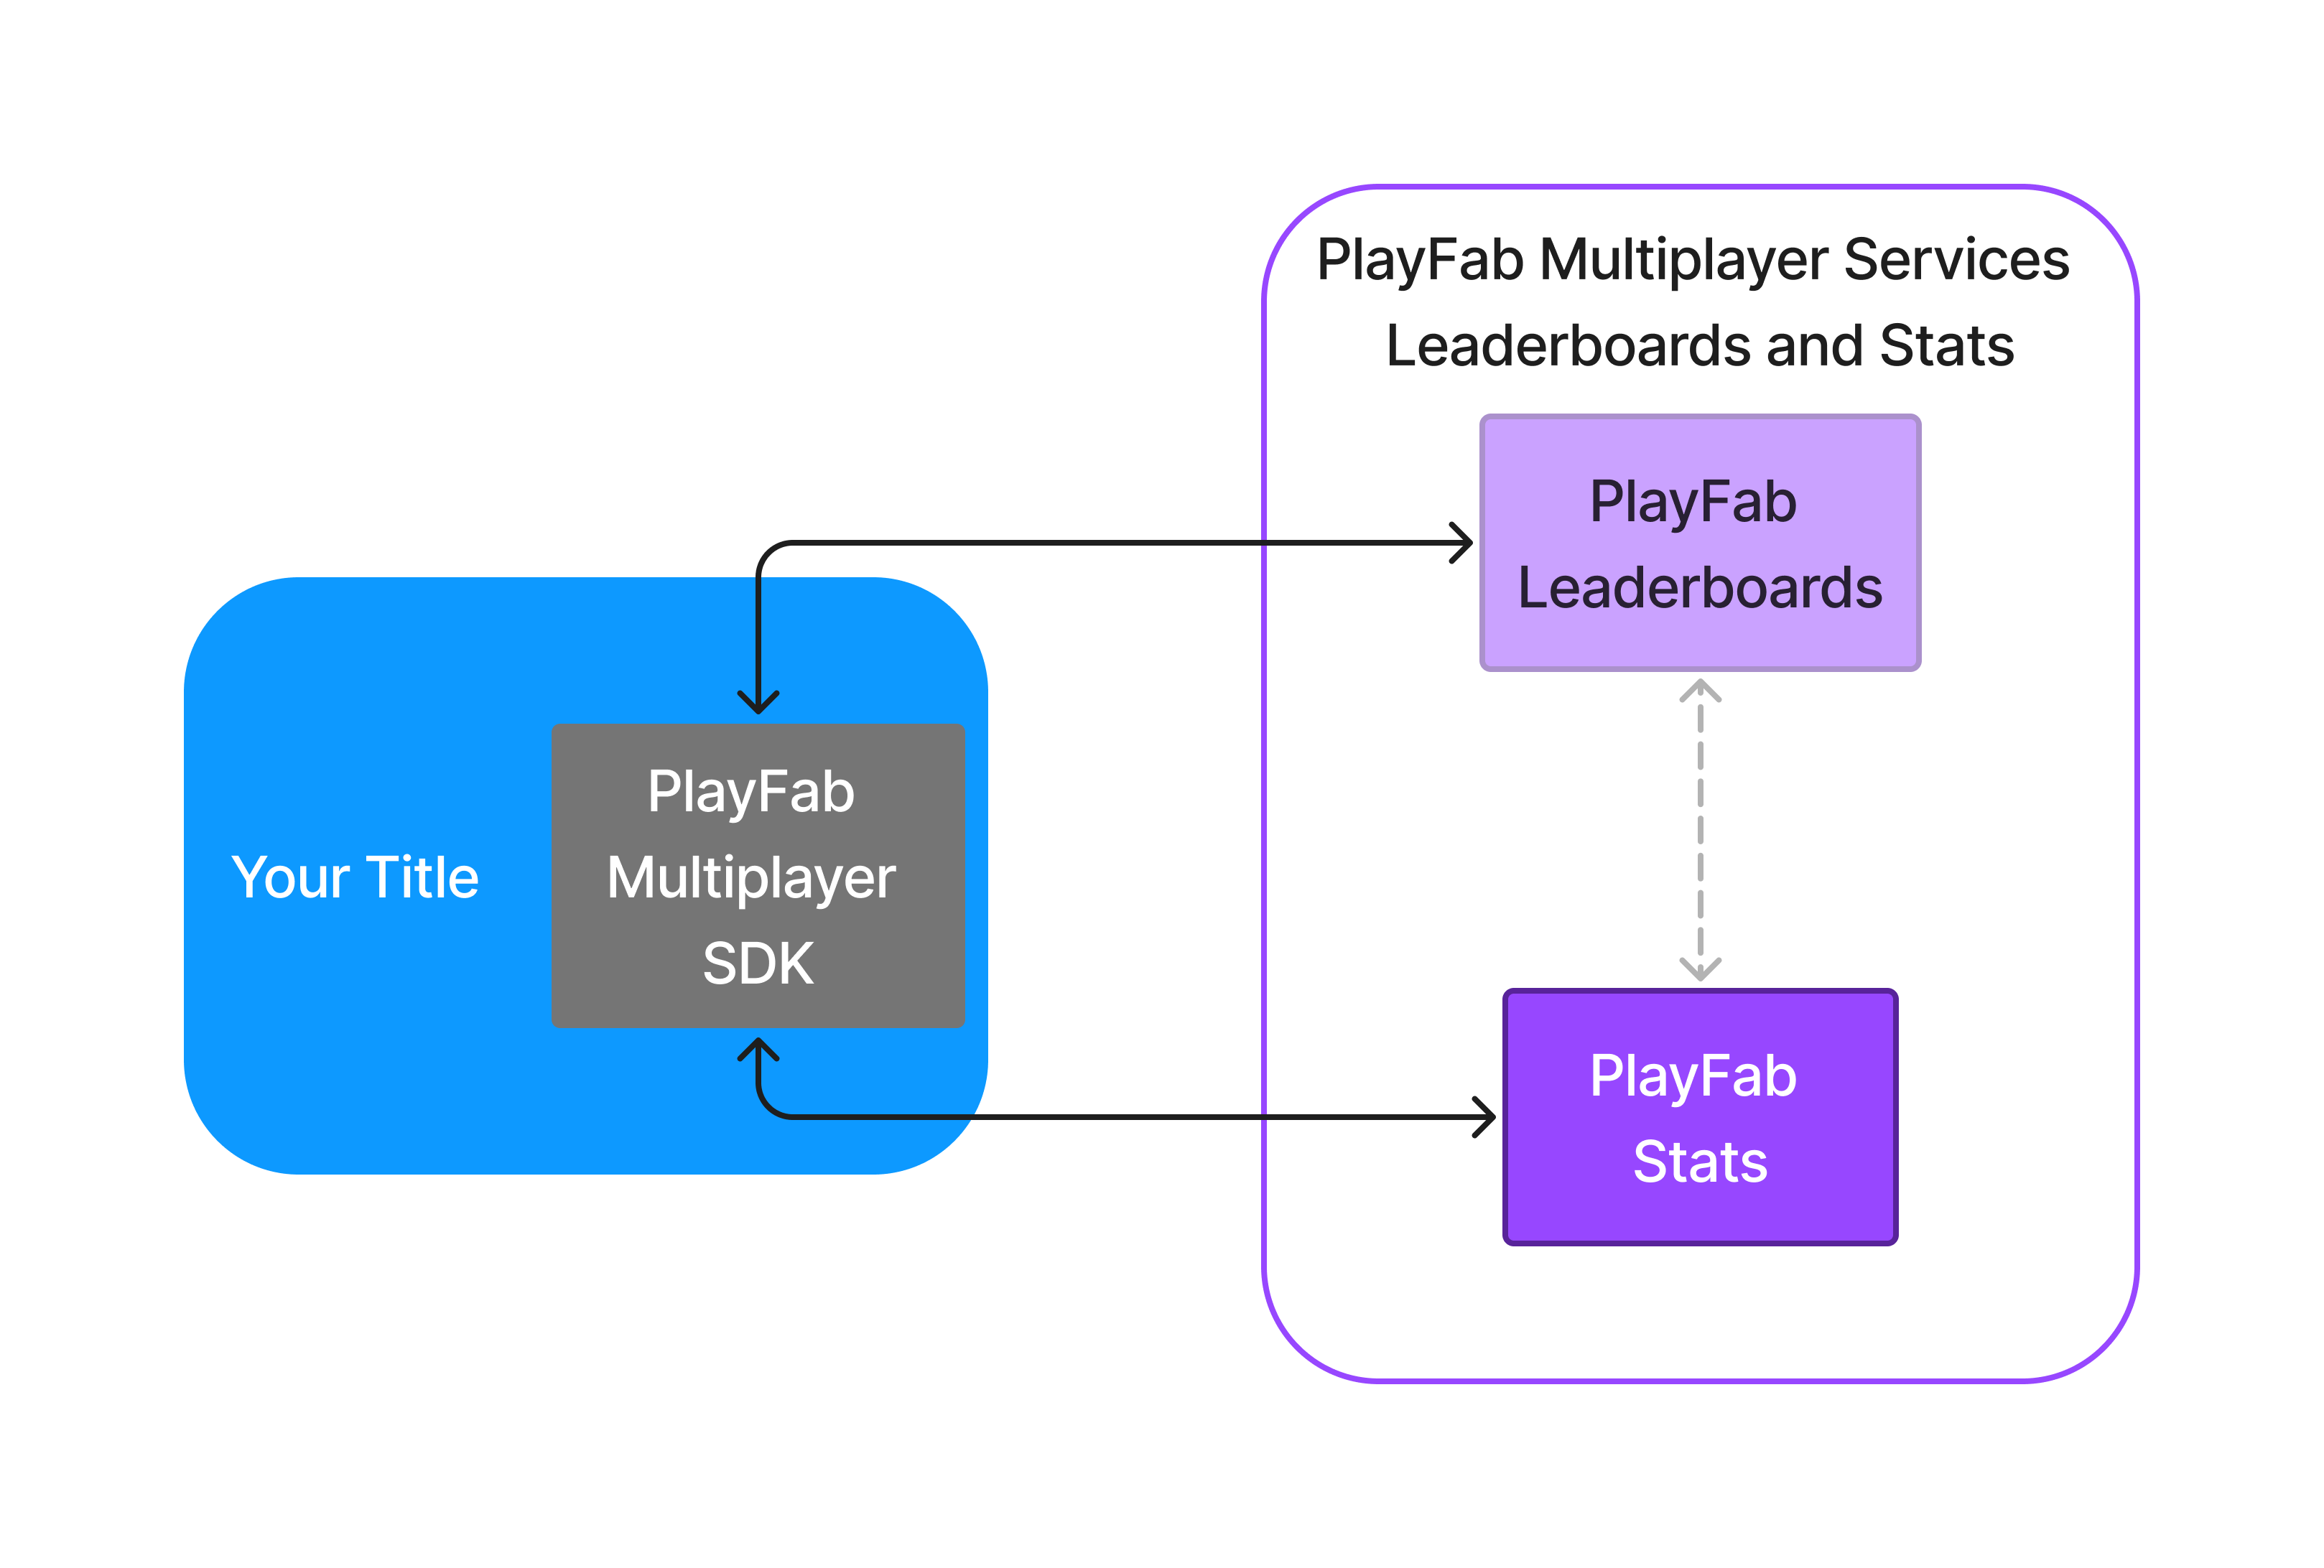 PlayFab Multiplayer Services
Leaderboards and Stats
PlayFab
Leaderboards
Your Title
PlayFab
Multiplayer
SDK
PlayFab
Stats